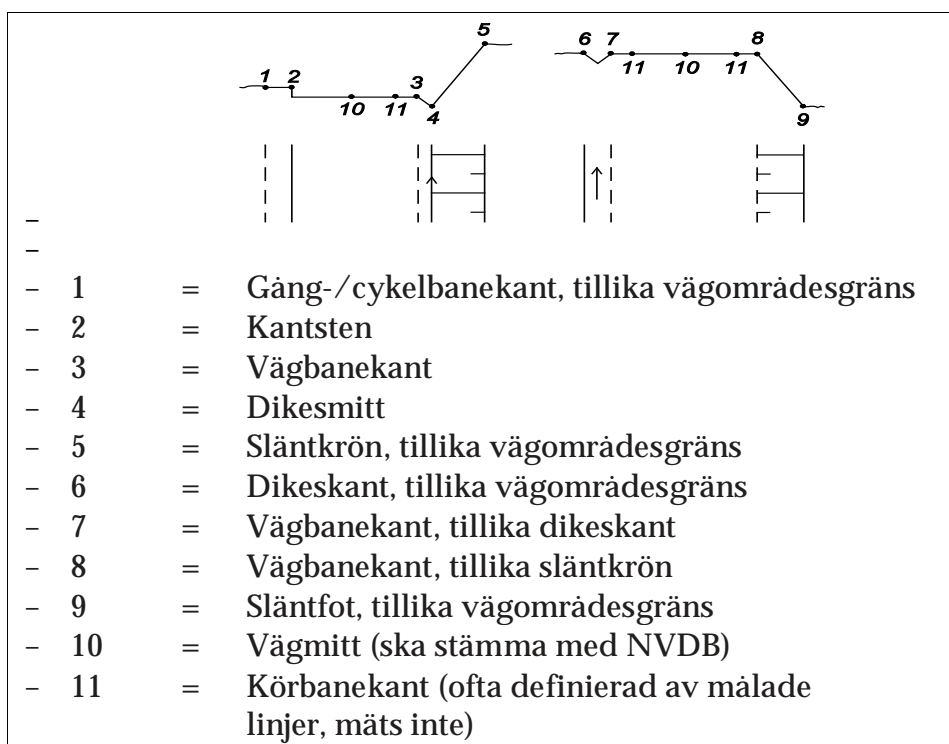 5
6 7 8
11 10 11
1 2 3
10 11 4
9
–
–
– 1 = Gång-/cykelbanekant, tillika vägområdesgräns
– 2 = Kantsten
– 3 = Vägbanekant
– 4 = Dikesmitt
– 5 = Släntkrön, tillika vägområdesgräns
– 6 = Dikeskant, tillika vägområdesgräns
– 7 = Vägbanekant, tillika dikeskant
– 8 = Vägbanekant, tillika släntkrön
– 9 = Släntfot, tillika vägområdesgräns
– 10 = Vägmitt (ska stämma med NVDB)
– 11 = Körbanekant (ofta definierad av målade
linjer, mäts inte)